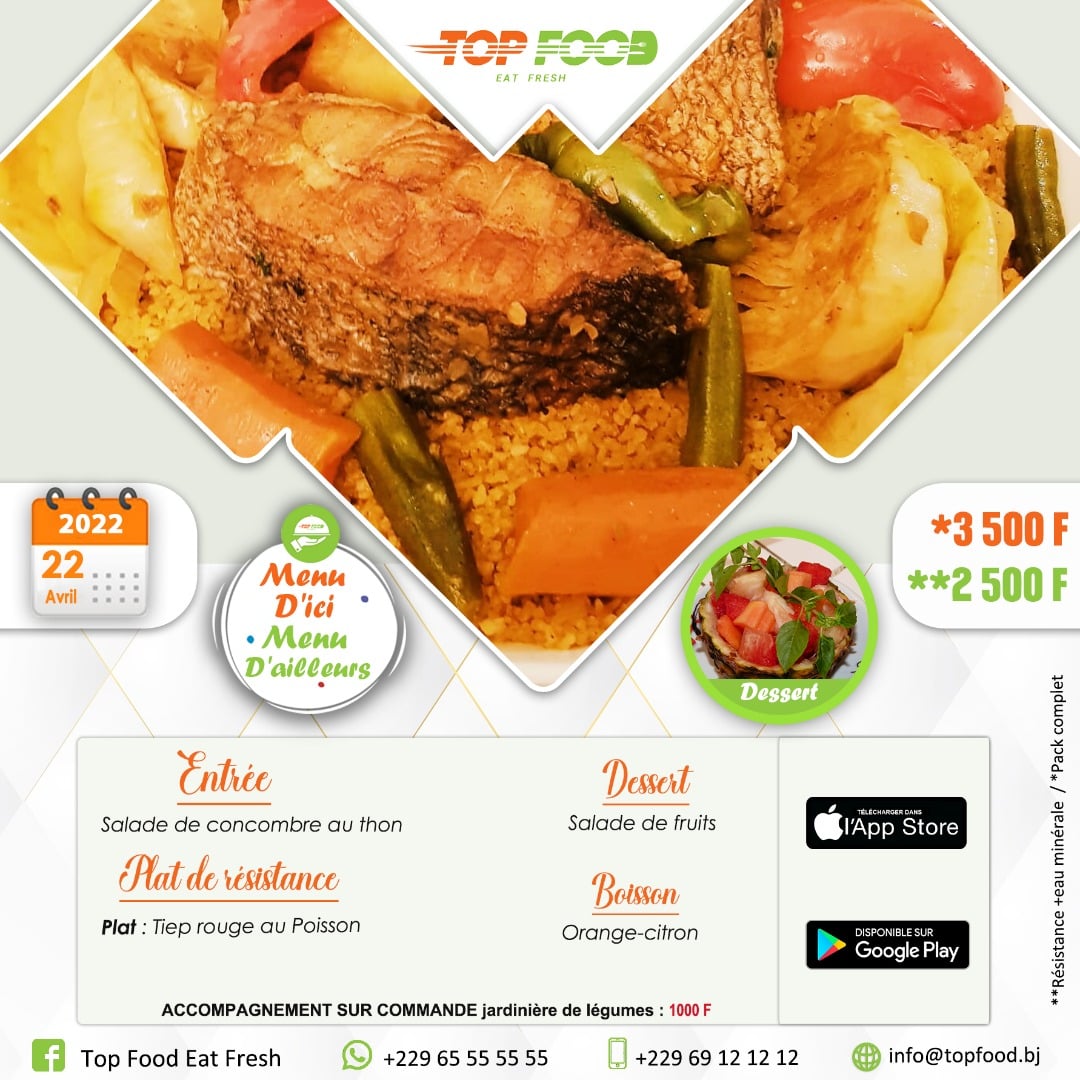 TOP FOOD
EAT FRESH
2022
22
Avril
TOP FOOD
Menu
D'ici
Menu
D'ailleurs
Dessert
*3 500 F
**2 500 F
**Résistance +eau minérale / *Pack complet
Entrée
Salade de concombre au thon
Plat de résistance
Plat : Tiep rouge au Poisson
Dessert
Salade de fruits
Boisson
Orange-citron
ACCOMPAGNEMENT SUR COMMANDE jardinière de légumes : 1000 F
TÉLÉCHARGER DANS
l'App Store
DISPONIBLE SUR
Google Play
Top Food Eat Fresh
+229 65 55 55 55
+229 69 12 12 12
info@topfood.bj